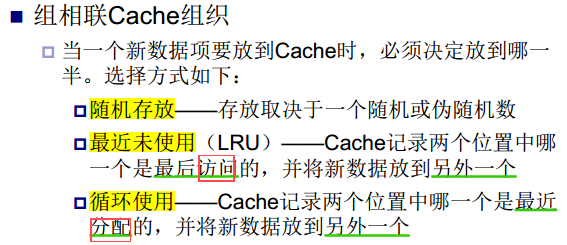 组相联Cache组织
当一个新数据项要放到Cache时，必须决定放到哪一
半。选择方式如下：
随机存放——存放取决于一个随机或伪随机数
最近未使用（LRU）——Cache记录两个位置中哪
一个是最后访问的，并将新数据放到另外一个
循环使用——Cache记录两个位置中哪一个是最近
分配的，并将新数据放到另外一个